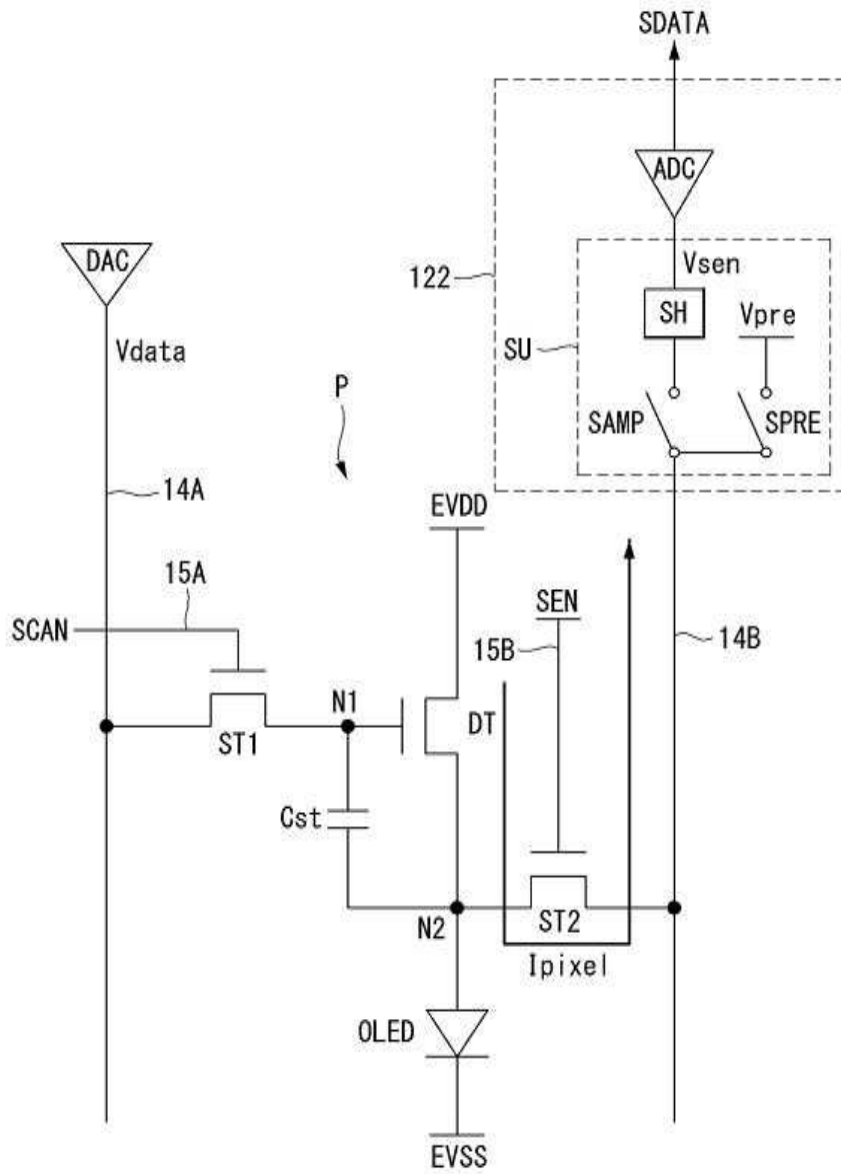 SDATA
ADC
DAC
122
Vsen
SH
Vpre
Vdata
SU
P
SAMP
SPRE
14A
EVDD
15A
SEN
SCAN
15B
14B
N1
DT
ST1
Cst
N2
ST2
Ipixel
OLED
EVSS